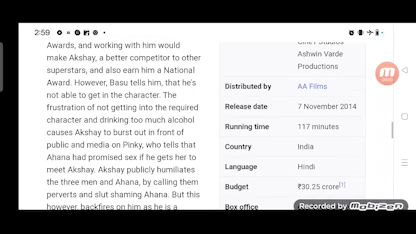 2:59
Awards, and working with him would
make Akshay, a better competitor to other
superstars, and also earn him a National
Award. However, Basu tells him, that he's
not able to get in the character. The
frustration of not getting into the required
character and drinking too much alcohol
causes Akshay to burst out in front of
public and media on Pinky, who tells that
Ahana had promised sex if he gets her to
meet Akshay. Akshay publicly humiliates
the three men and Ahana, by calling them
perverts and slut shaming Ahana. But this
however, backfires on him as he is a
Ashwin Varde
Productions
Distributed by AA Films
Release date 7 November 2014
Running time 117 minutes
Country India
Language Hindi
Budget ₹30.25 crore[1]
Box office
Recorded by Mobizen